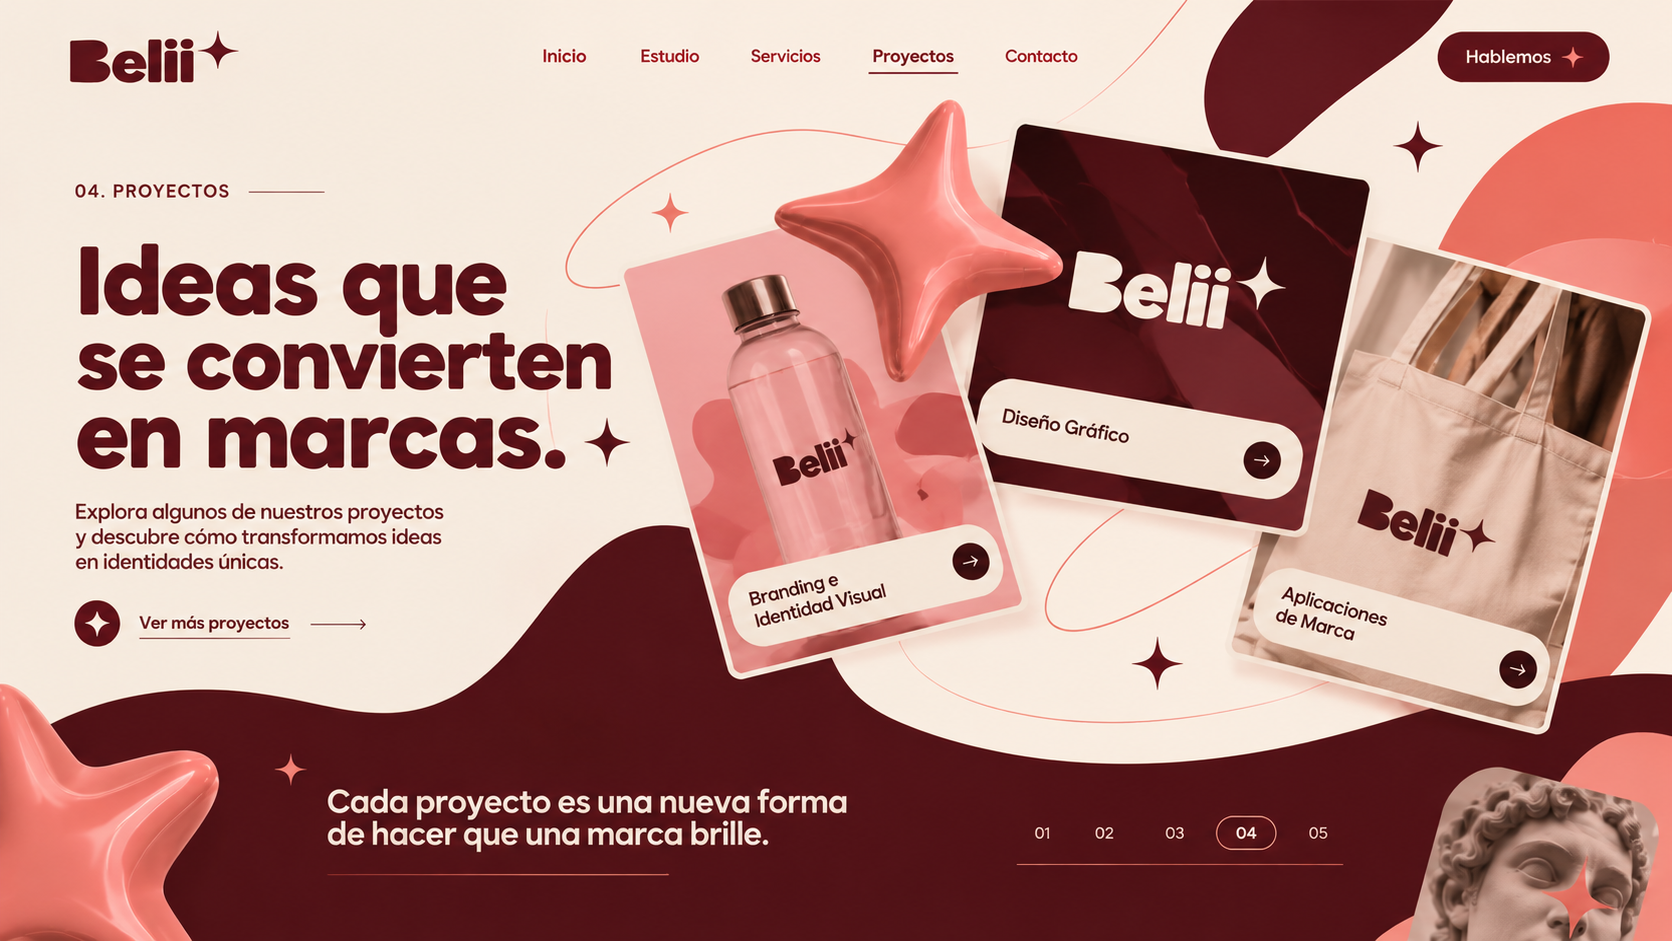 Belii
Inicio
Estudio
Servicios
Proyectos
Contacto
Hablemos
04. PROYECTOS
Ideas que
se convierten
en marcas.
Explora algunos de nuestros proyectos
y descubre cómo transformamos ideas
en identidades únicas.
Ver más proyectos
Belii
Branding e
Identidad Visual
Belii
Diseño Gráfico
Belii
Aplicaciones
de Marca
Cada proyecto es una nueva forma
de hacer que una marca brille.
01
02
03
04
05